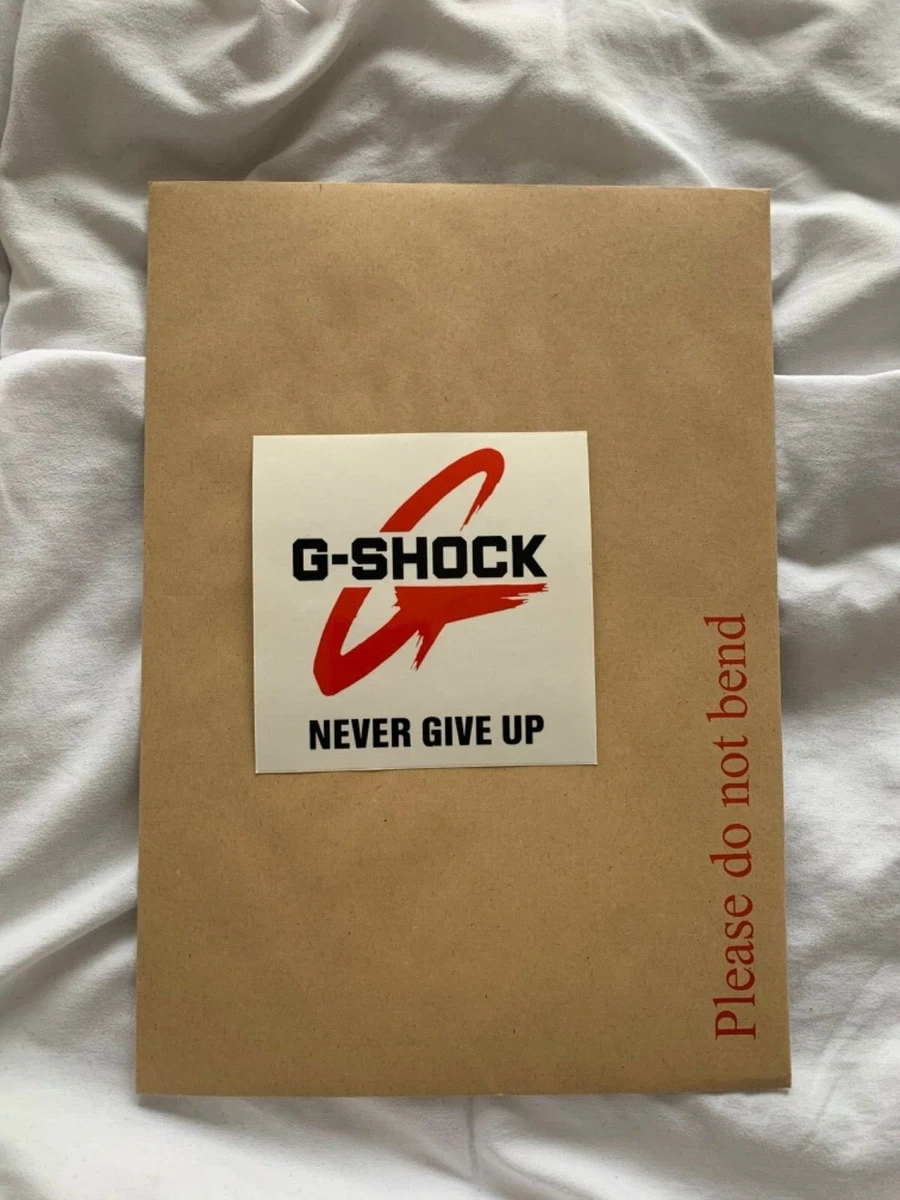 G-SHOCK
NEVER GIVE UP
Please do not bend